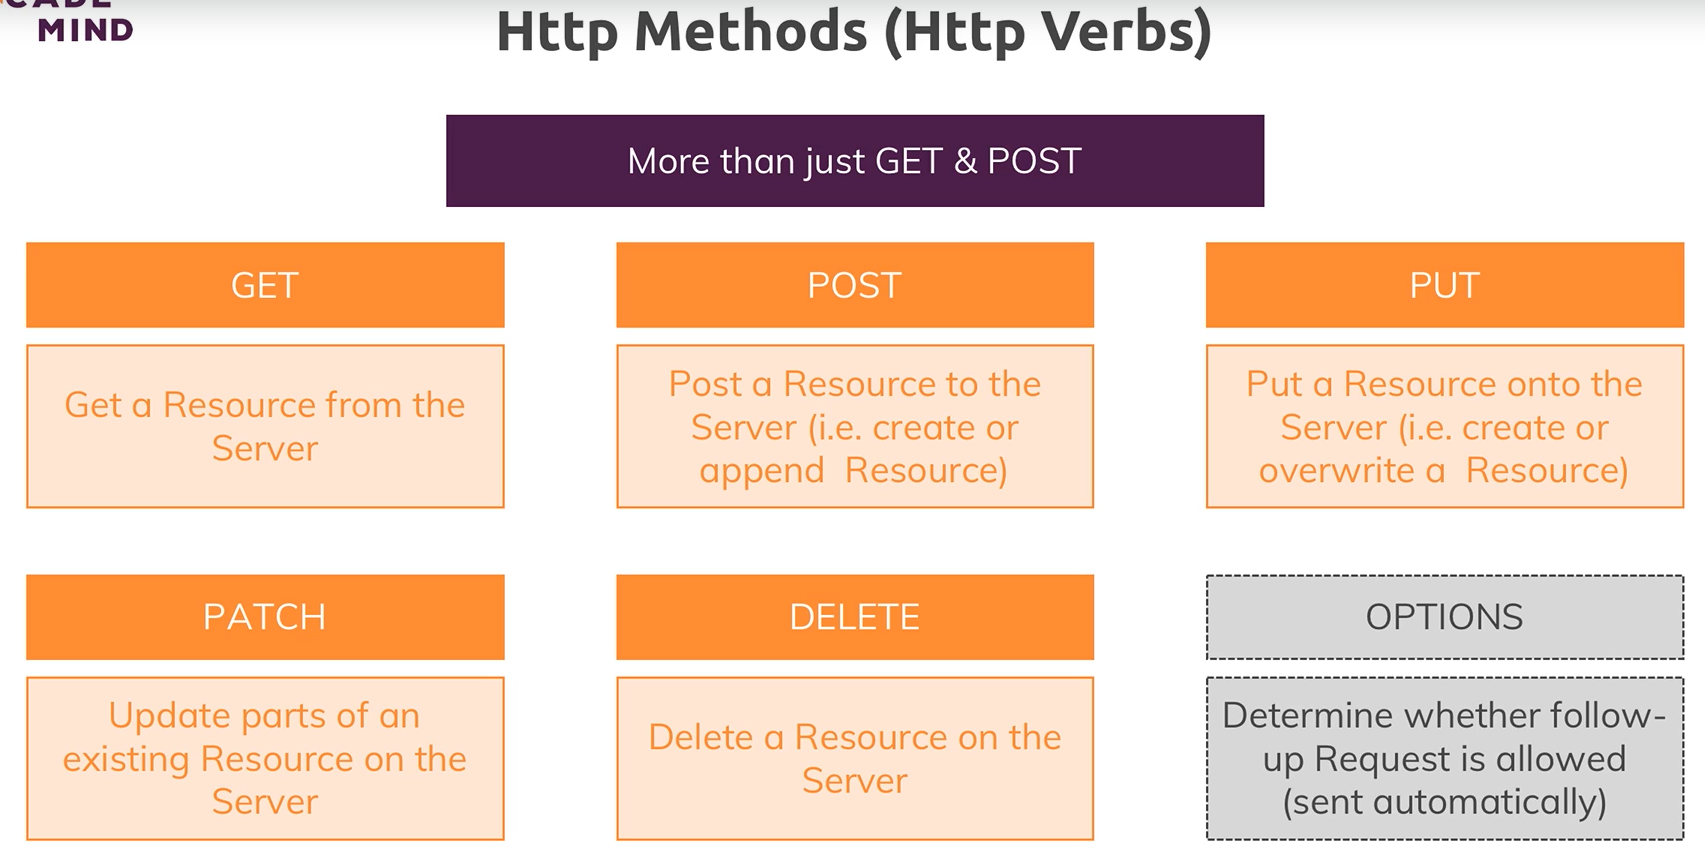 CADE
MIND
Http Methods (Http Verbs)
More than just GET & POST
GET
Get a Resource from the
Server
POST
Post a Resource to the
Server (i.e. create or
append Resource)
PUT
Put a Resource onto the
Server (i.e. create or
overwrite a Resource)
PATCH
Update parts of an
existing Resource on the
Server
DELETE
Delete a Resource on the
Server
OPTIONS
Determine whether follow-
up Request is allowed
(sent automatically)